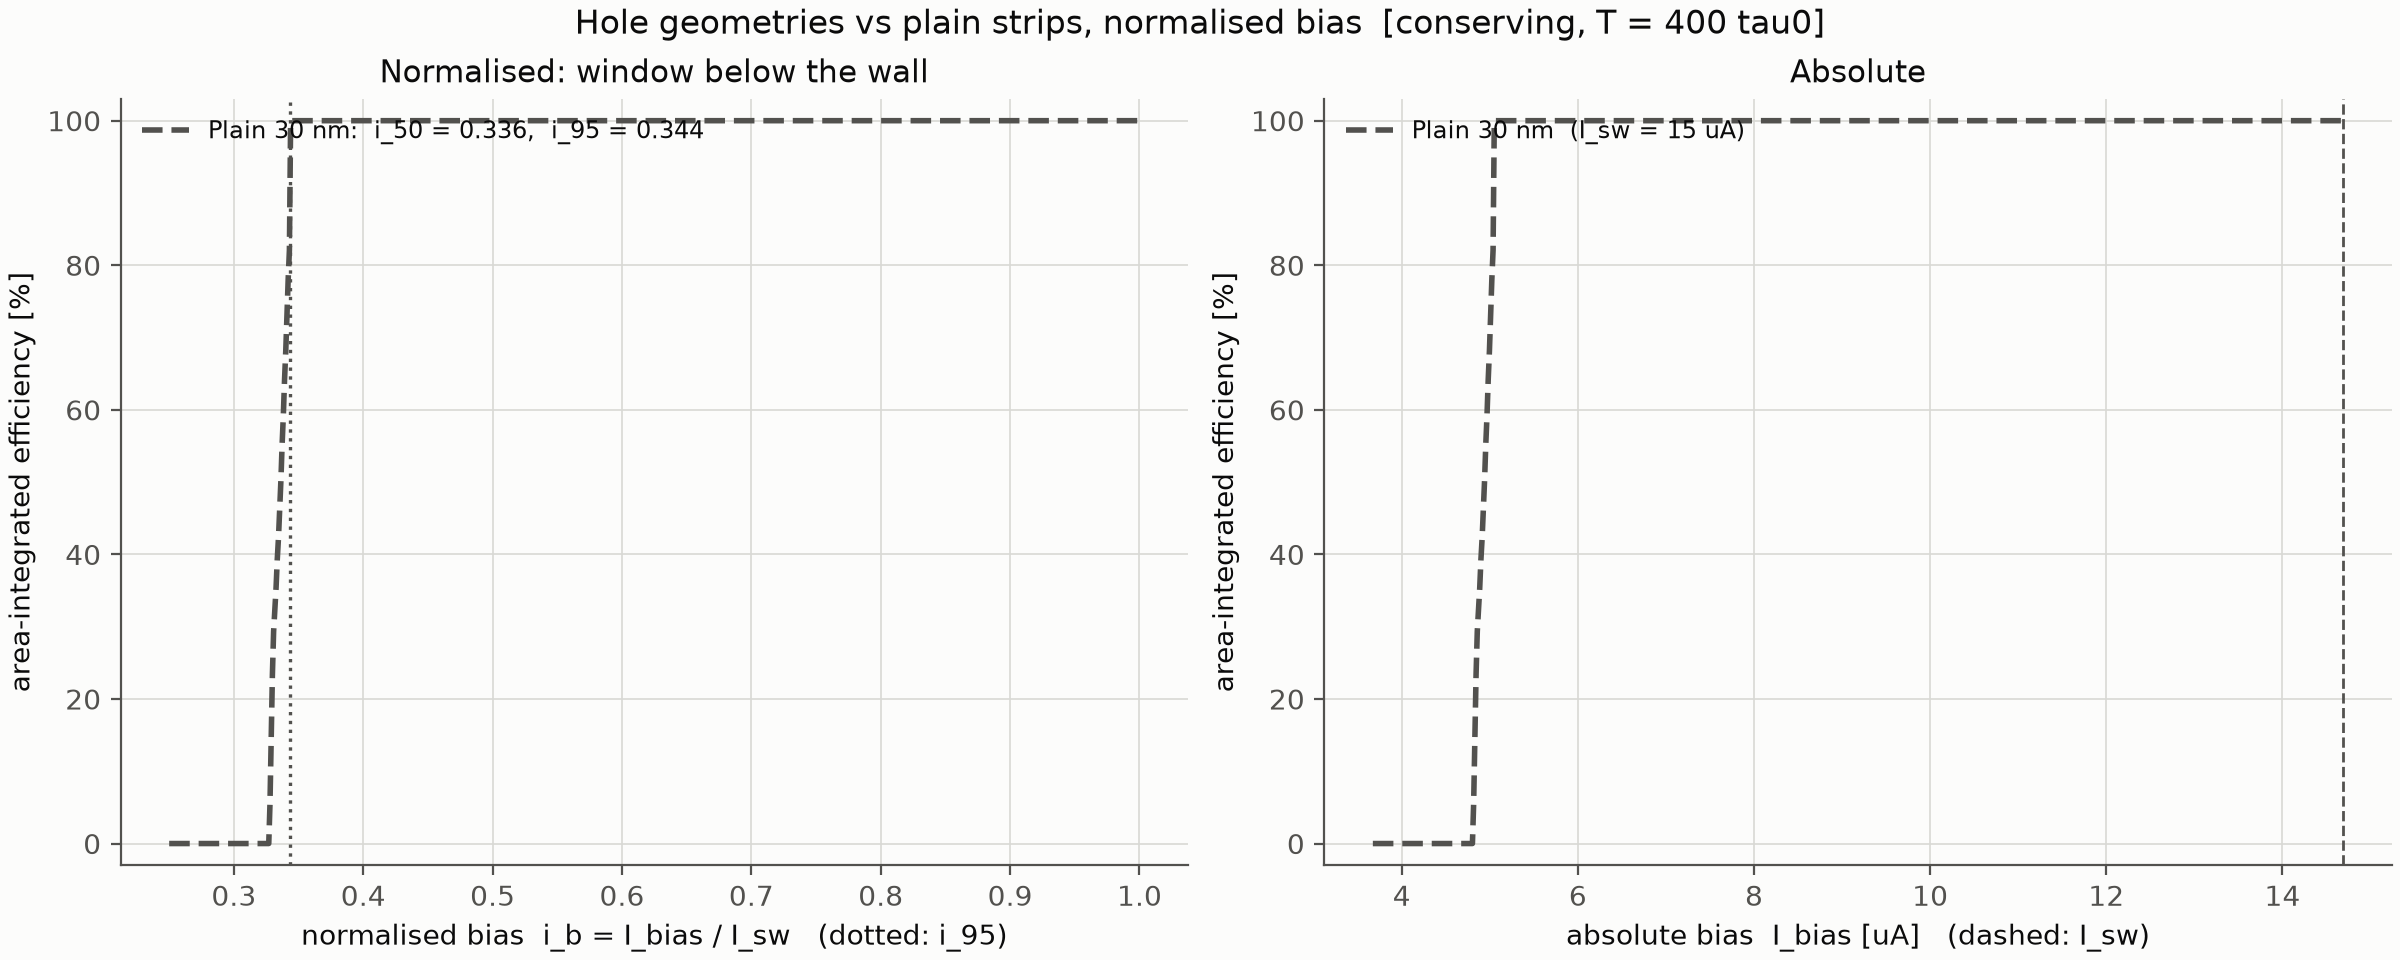 Hole geometries vs plain strips, normalised bias  [conserving, T = 400 tau0]
Normalised: window below the wall
area-integrated efficiency [%]
100
80
60
40
20
0
Plain 30 nm:  i_50 = 0.336,  i_95 = 0.344
0.3 0.4 0.5 0.6 0.7 0.8 0.9 1.0
normalised bias  i_b = I_bias / I_sw   (dotted: i_95)
Absolute
area-integrated efficiency [%]
100
80
60
40
20
0
Plain 30 nm  (I_sw = 15 uA)
4 6 8 10 12 14
absolute bias  I_bias [uA]   (dashed: I_sw)